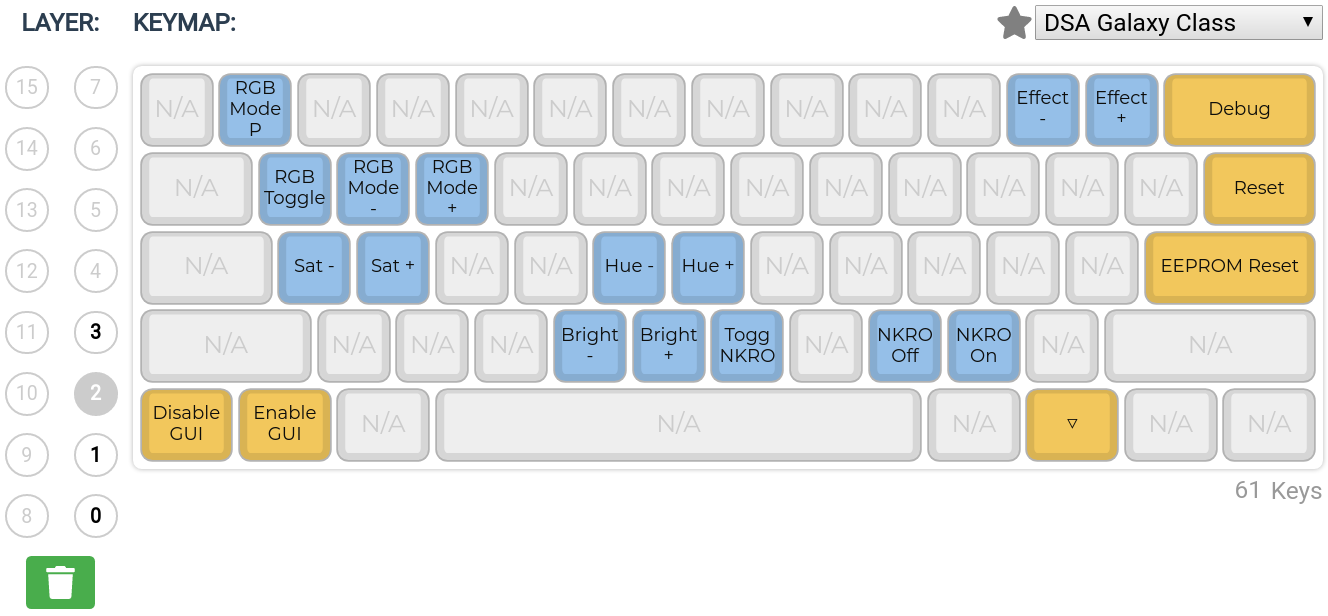 LAYER: KEYMAP: DSA Galaxy Class
15 7 N/A RGB Mode P N/A N/A N/A N/A N/A N/A N/A N/A N/A Effect - Effect + Debug
14 6 N/A RGB Toggle RGB Mode - RGB Mode + N/A N/A N/A N/A N/A N/A N/A N/A N/A Reset
13 5
12 4 N/A Sat - Sat + N/A N/A Hue - Hue + N/A N/A N/A N/A N/A EEPROM Reset
11 3 N/A N/A N/A N/A Bright - Bright + Togg NKRO N/A NKRO Off NKRO On N/A N/A
10 2 Disable GUI Enable GUI N/A N/A N/A ▽ N/A N/A
9 1
61 Keys
8 0